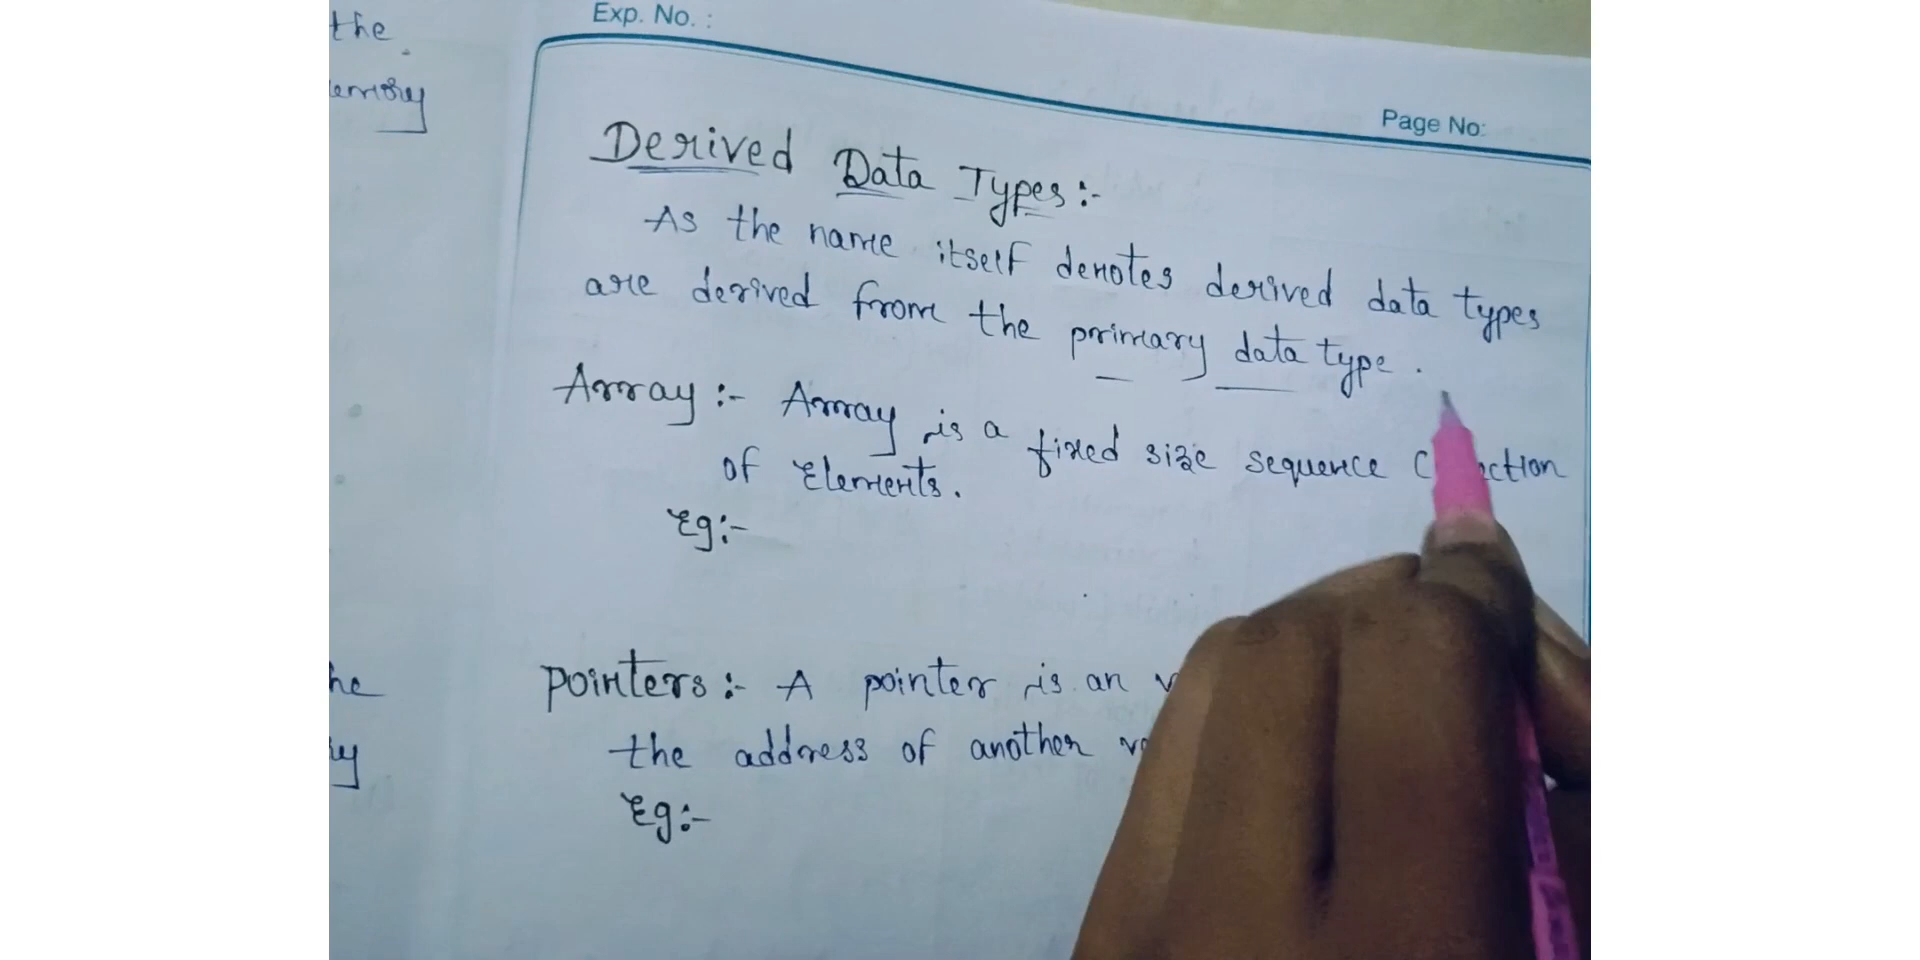 the
Exp. No. :
Page No:
Derived Data Types :-
As the name itself denotes derived data types
are derived from the primary data type .
Array :- Array is a fixed size sequence
of Elements .
Eg :-
Pointers :- A pointer is an
the address of another
Eg :-